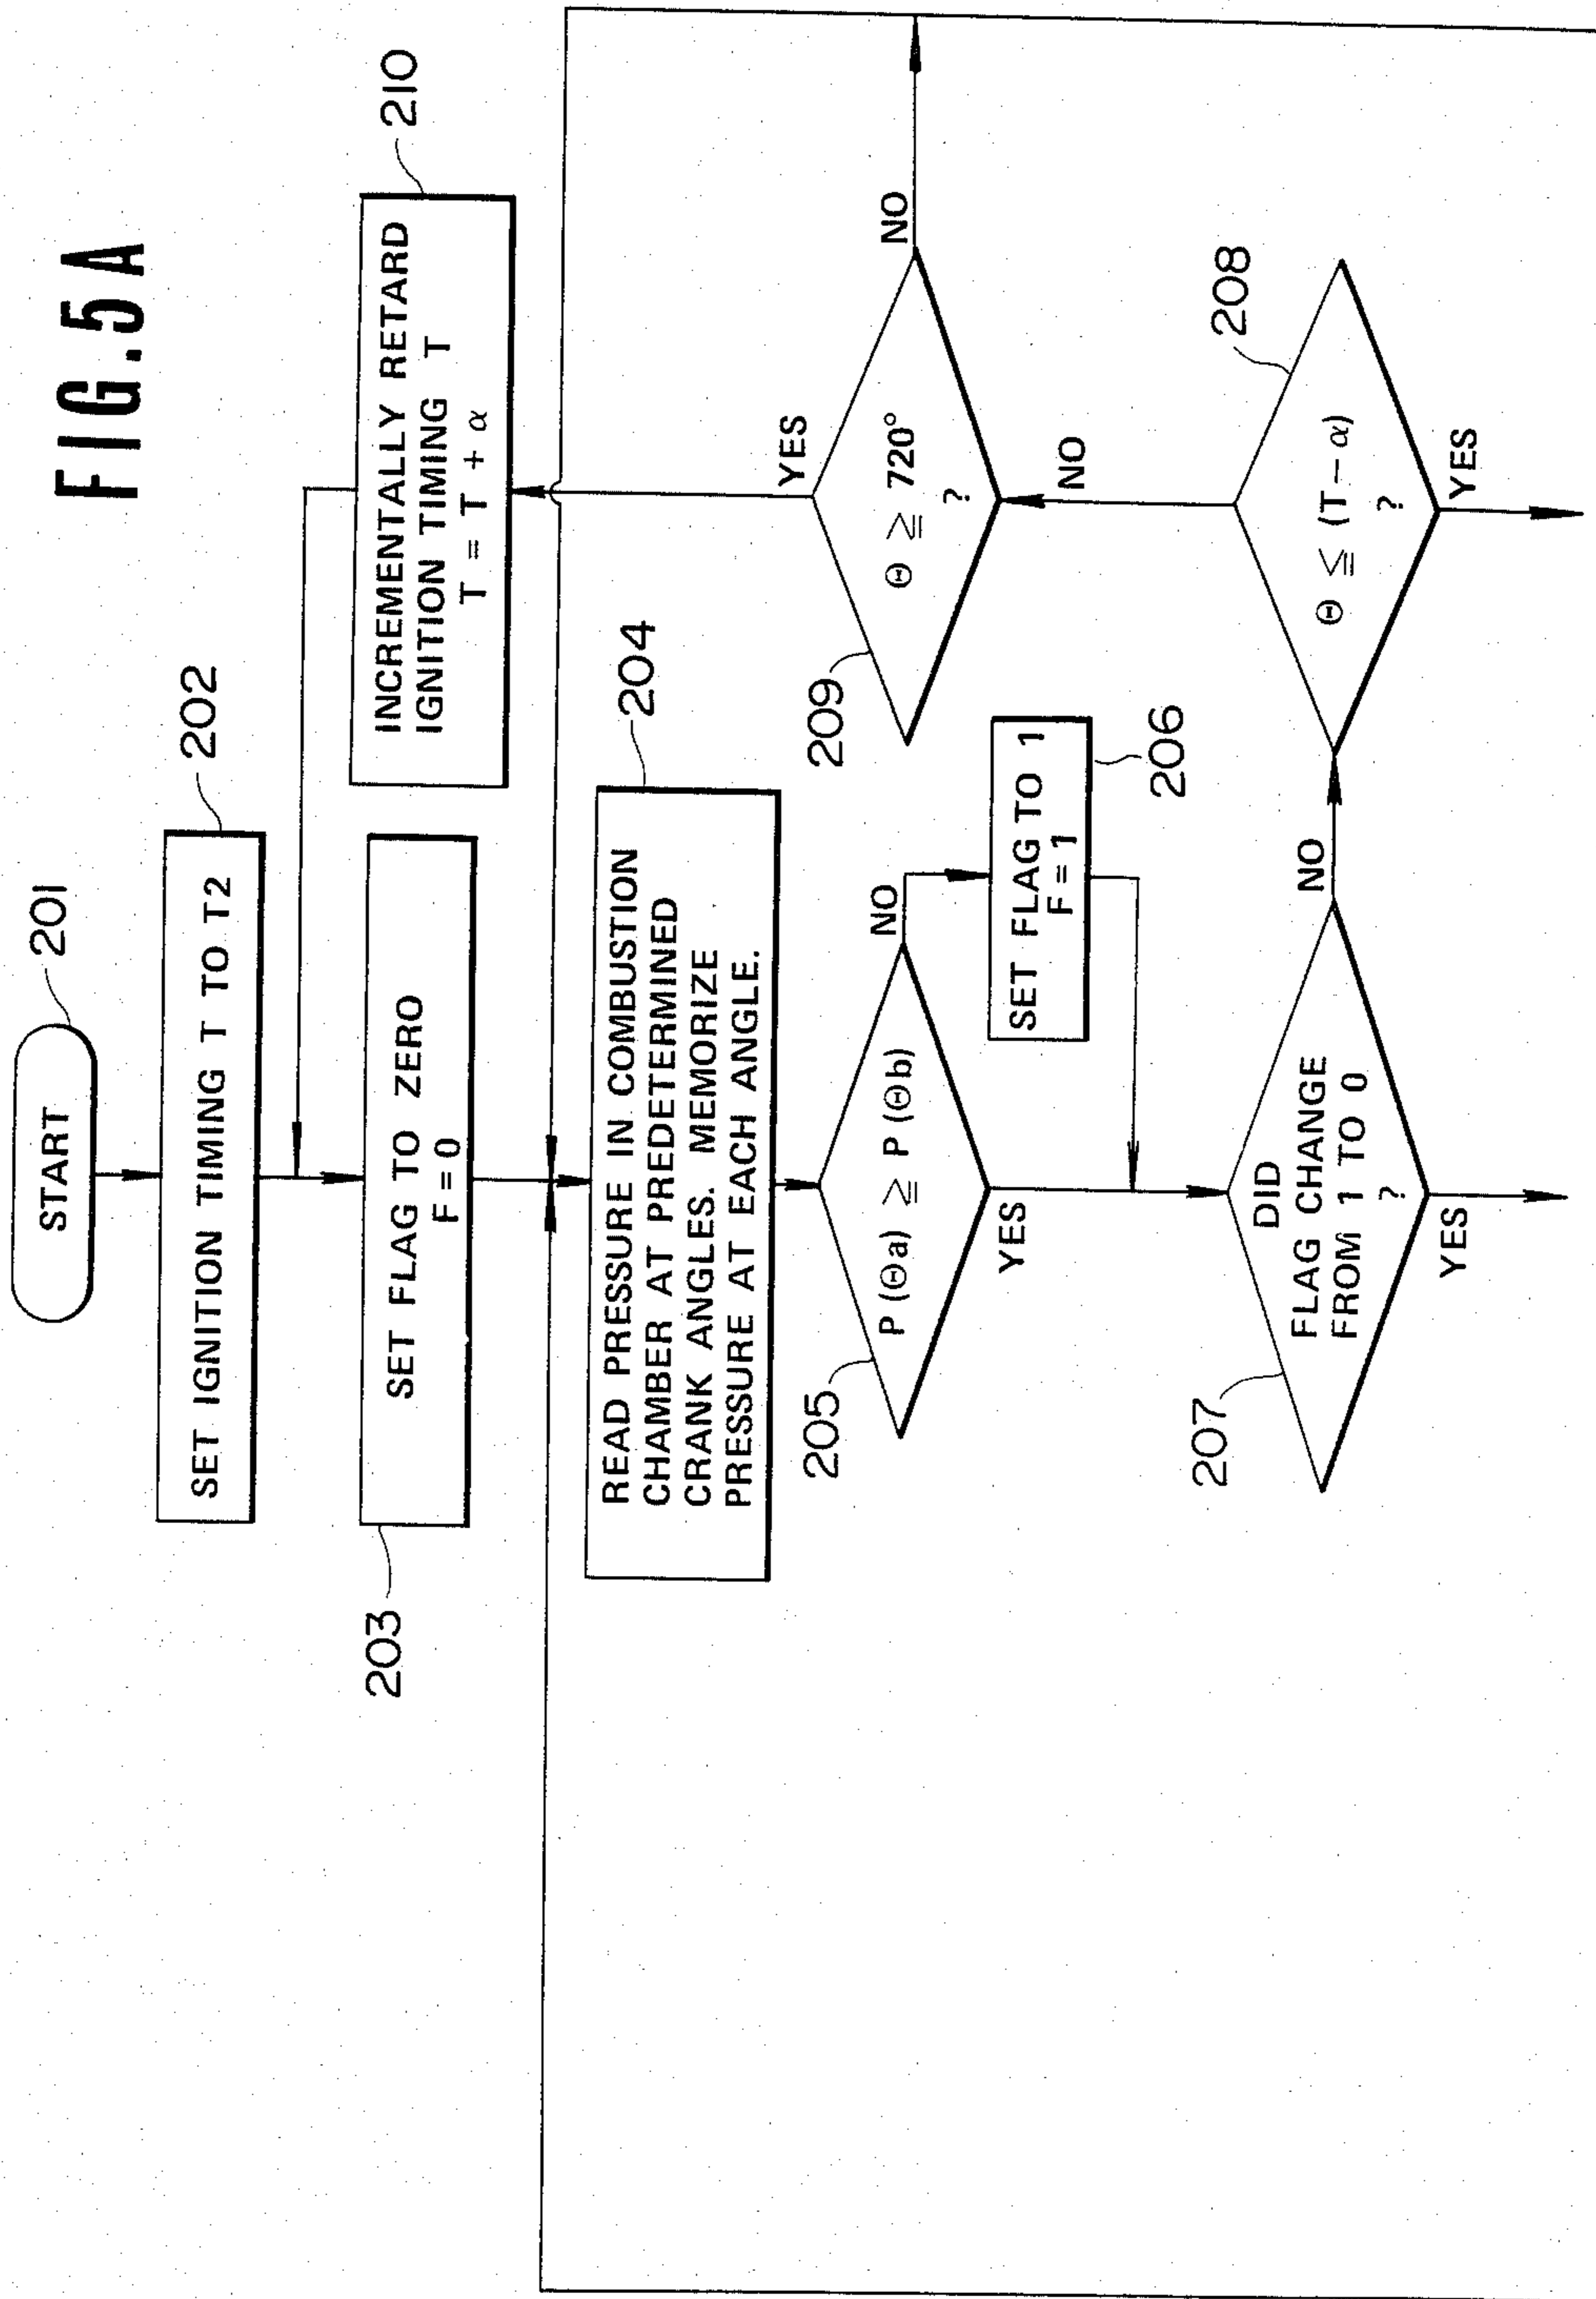 FIG.5A
START
201
SET IGNITION TIMING T TO T2
202
SET FLAG TO ZERO
F = 0
203
INCREMENTALLY RETARD
IGNITION TIMING T
T = T + α
210
READ PRESSURE IN COMBUSTION
CHAMBER AT PREDETERMINED
CRANK ANGLES. MEMORIZE
PRESSURE AT EACH ANGLE.
204
205
P (Θa) ≧ P (Θb)
NO
YES
SET FLAG TO 1
F = 1
206
209
Θ ≧ 720°
?
YES
NO
207
DID
FLAG CHANGE
FROM 1 TO 0
?
NO
YES
208
Θ ≦ (T − α)
?
NO
YES